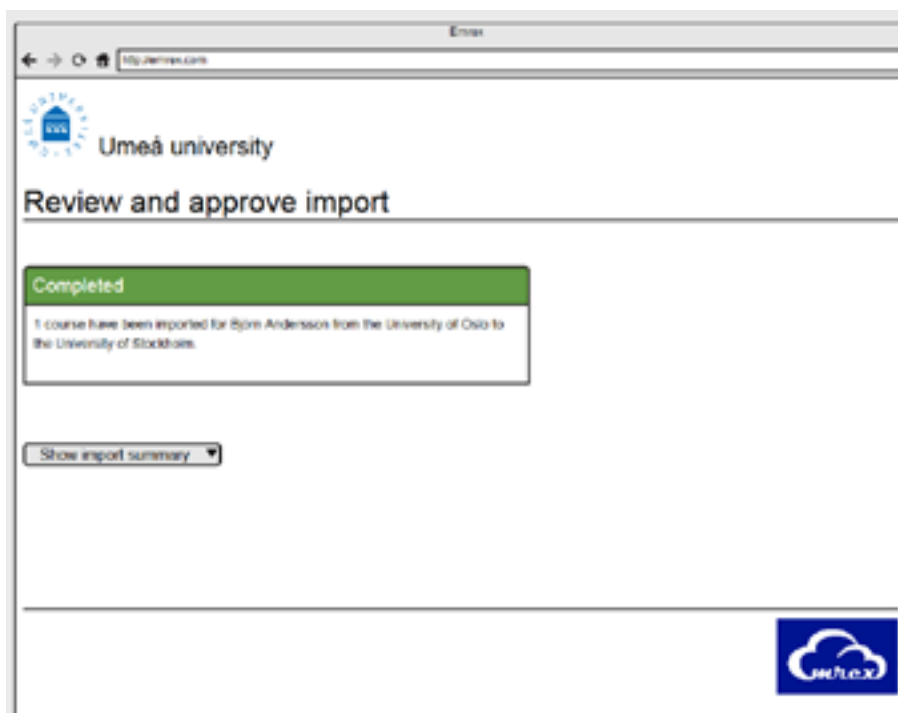 Emrex
http://emrex.com
Umeå university
Review and approve import
Completed
1 course have been imported for Björn Andersson from the University of Oslo to
the University of Stockholm.
Show import summary
emrex